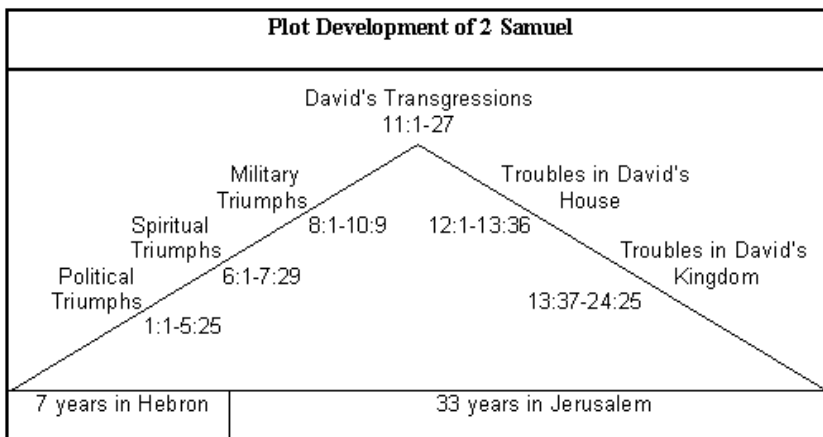 Plot Development of 2 Samuel
David's Transgressions
11:1-27
Military
Triumphs
8:1-10:9
Spiritual
Triumphs
6:1-7:29
Political
Triumphs
1:1-5:25
Troubles in David's
House
12:1-13:36
Troubles in David's
Kingdom
13:37-24:25
7 years in Hebron
33 years in Jerusalem